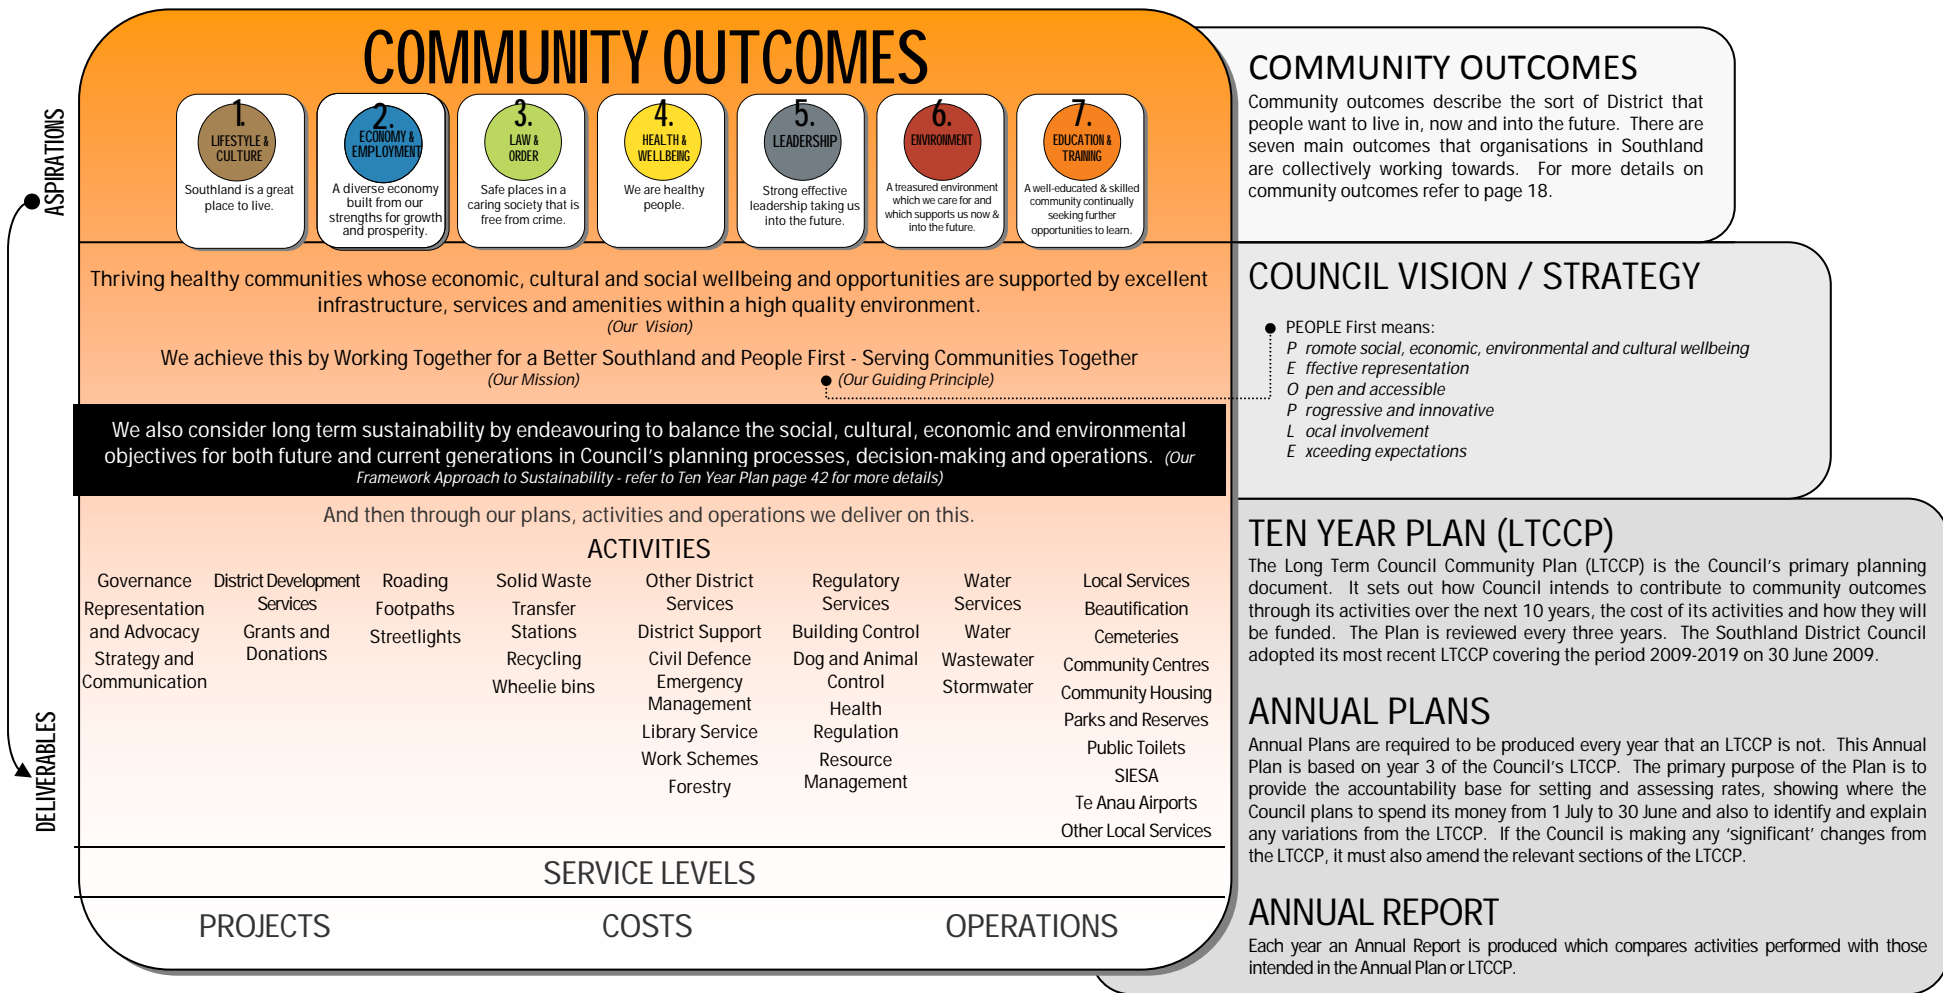 COMMUNITY OUTCOMES
ASPIRATIONS
DELIVERABLES
1.
LIFESTYLE &
CULTURE
Southland is a great
place to live.
2.
ECONOMY &
EMPLOYMENT
A diverse economy
built from our
strengths for growth
and prosperity.
3.
LAW &
ORDER
Safe places in a
caring society that is
free from crime.
4.
HEALTH &
WELLBEING
We are healthy
people.
5.
LEADERSHIP
Strong effective
leadership taking us
into the future.
6.
ENVIRONMENT
A treasured environment
which we care for and
which supports us now &
into the future.
7.
EDUCATION &
TRAINING
A well-educated & skilled
community continually
seeking further
opportunities to learn.
Thriving healthy communities whose economic, cultural and social wellbeing and opportunities are supported by excellent
infrastructure, services and amenities within a high quality environment.
(Our Vision)
We achieve this by Working Together for a Better Southland and People First - Serving Communities Together
(Our Mission)
(Our Guiding Principle)
We also consider long term sustainability by endeavouring to balance the social, cultural, economic and environmental
objectives for both future and current generations in Council's planning processes, decision-making and operations. (Our
Framework Approach to Sustainability - refer to Ten Year Plan page 42 for more details)
And then through our plans, activities and operations we deliver on this.
ACTIVITIES
Governance
Representation
and Advocacy
Strategy and
Communication
District Development
Services
Grants and
Donations
Roading
Footpaths
Streetlights
Solid Waste
Transfer
Stations
Recycling
Wheelie bins
Other District
Services
District Support
Civil Defence
Emergency
Management
Library Service
Work Schemes
Forestry
Regulatory
Services
Building Control
Dog and Animal
Control
Health
Regulation
Resource
Management
Water
Services
Water
Wastewater
Stormwater
Local Services
Beautification
Cemeteries
Community Centres
Community Housing
Parks and Reserves
Public Toilets
SIESA
Te Anau Airports
Other Local Services
SERVICE LEVELS
PROJECTS
COSTS
OPERATIONS
COMMUNITY OUTCOMES
Community outcomes describe the sort of District that
people want to live in, now and into the future. There are
seven main outcomes that organisations in Southland
are collectively working towards. For more details on
community outcomes refer to page 18.
COUNCIL VISION / STRATEGY
PEOPLE First means:
P romote social, economic, environmental and cultural wellbeing
E ffective representation
O pen and accessible
P rogressive and innovative
L ocal involvement
E xceeding expectations
TEN YEAR PLAN (LTCCP)
The Long Term Council Community Plan (LTCCP) is the Council's primary planning
document. It sets out how Council intends to contribute to community outcomes
through its activities over the next 10 years, the cost of its activities and how they will
be funded. The Plan is reviewed every three years. The Southland District Council
adopted its most recent LTCCP covering the period 2009-2019 on 30 June 2009.
ANNUAL PLANS
Annual Plans are required to be produced every year that an LTCCP is not. This Annual
Plan is based on year 3 of the Council's LTCCP. The primary purpose of the Plan is to
provide the accountability base for setting and assessing rates, showing where the
Council plans to spend its money from 1 July to 30 June and also to identify and explain
any variations from the LTCCP. If the Council is making any 'significant' changes from
the LTCCP, it must also amend the relevant sections of the LTCCP.
ANNUAL REPORT
Each year an Annual Report is produced which compares activities performed with those
intended in the Annual Plan or LTCCP.